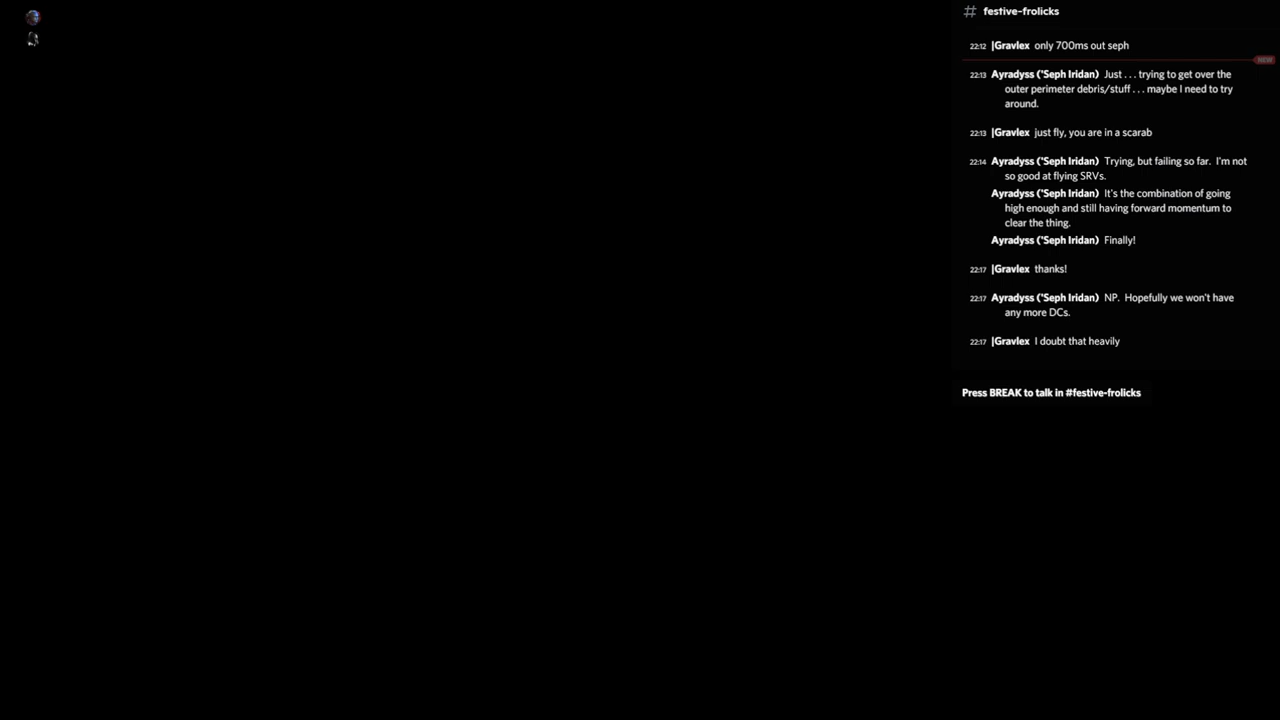 # festive-frolicks
22:12 |Gravlex only 700ms out seph
NEW
22:13 Ayradyss ('Seph Iridan) Just . . . trying to get over the
outer perimeter debris/stuff . . . maybe I need to try
around.
22:13 |Gravlex just fly, you are in a scarab
22:14 Ayradyss ('Seph Iridan) Trying, but failing so far. I'm not
so good at flying SRVs.
Ayradyss ('Seph Iridan) It's the combination of going
high enough and still having forward momentum to
clear the thing.
Ayradyss ('Seph Iridan) Finally!
22:17 |Gravlex thanks!
22:17 Ayradyss ('Seph Iridan) NP. Hopefully we won't have
any more DCs.
22:17 |Gravlex I doubt that heavily
Press BREAK to talk in #festive-frolicks